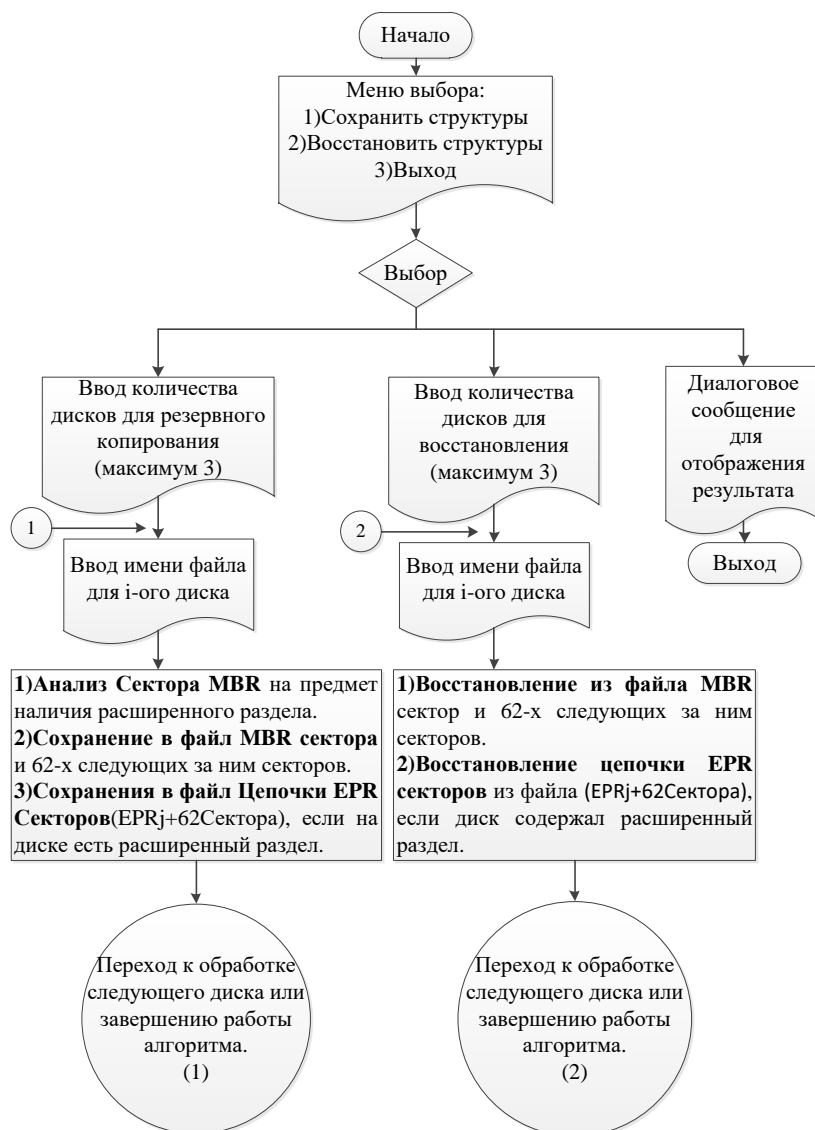 Начало
Меню выбора:
1)Сохранить структуры
2)Восстановить структуры
3)Выход
Выбор
Ввод количества
дисков для резервного
копирования
(максимум 3)
Ввод количества
дисков для
восстановления
(максимум 3)
Диалоговое
сообщение
для
отображения
результата
1
2
Ввод имени файла
для i-ого диска
Ввод имени файла
для i-ого диска
Выход
1)Анализ Сектора MBR на предмет
наличия расширенного раздела.
2)Сохранение в файл MBR сектора
и 62-х следующих за ним секторов.
3)Сохранения в файл Цепочки EPR
Секторов(EPRj+62Сектора), если на
диске есть расширенный раздел.
1)Восстановление из файла MBR
сектор и 62-х следующих за ним
секторов.
2)Восстановление цепочки EPR
секторов из файла (EPRj+62Сектора),
если диск содержал расширенный
раздел.
Переход к обработке
следующего диска или
завершению работы
алгоритма.
(1)
Переход к обработке
следующего диска или
завершению работы
алгоритма.
(2)